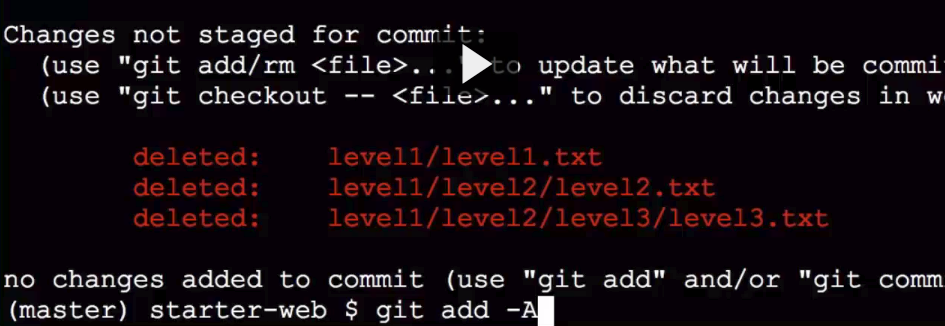 Changes not staged for commit:
(use "git add/rm <file>..." to update what will be commi
(use "git checkout -- <file>..." to discard changes in w
deleted: level1/level1.txt
deleted: level1/level2/level2.txt
deleted: level1/level2/level3/level3.txt
no changes added to commit (use "git add" and/or "git comm
(master) starter-web $ git add -A